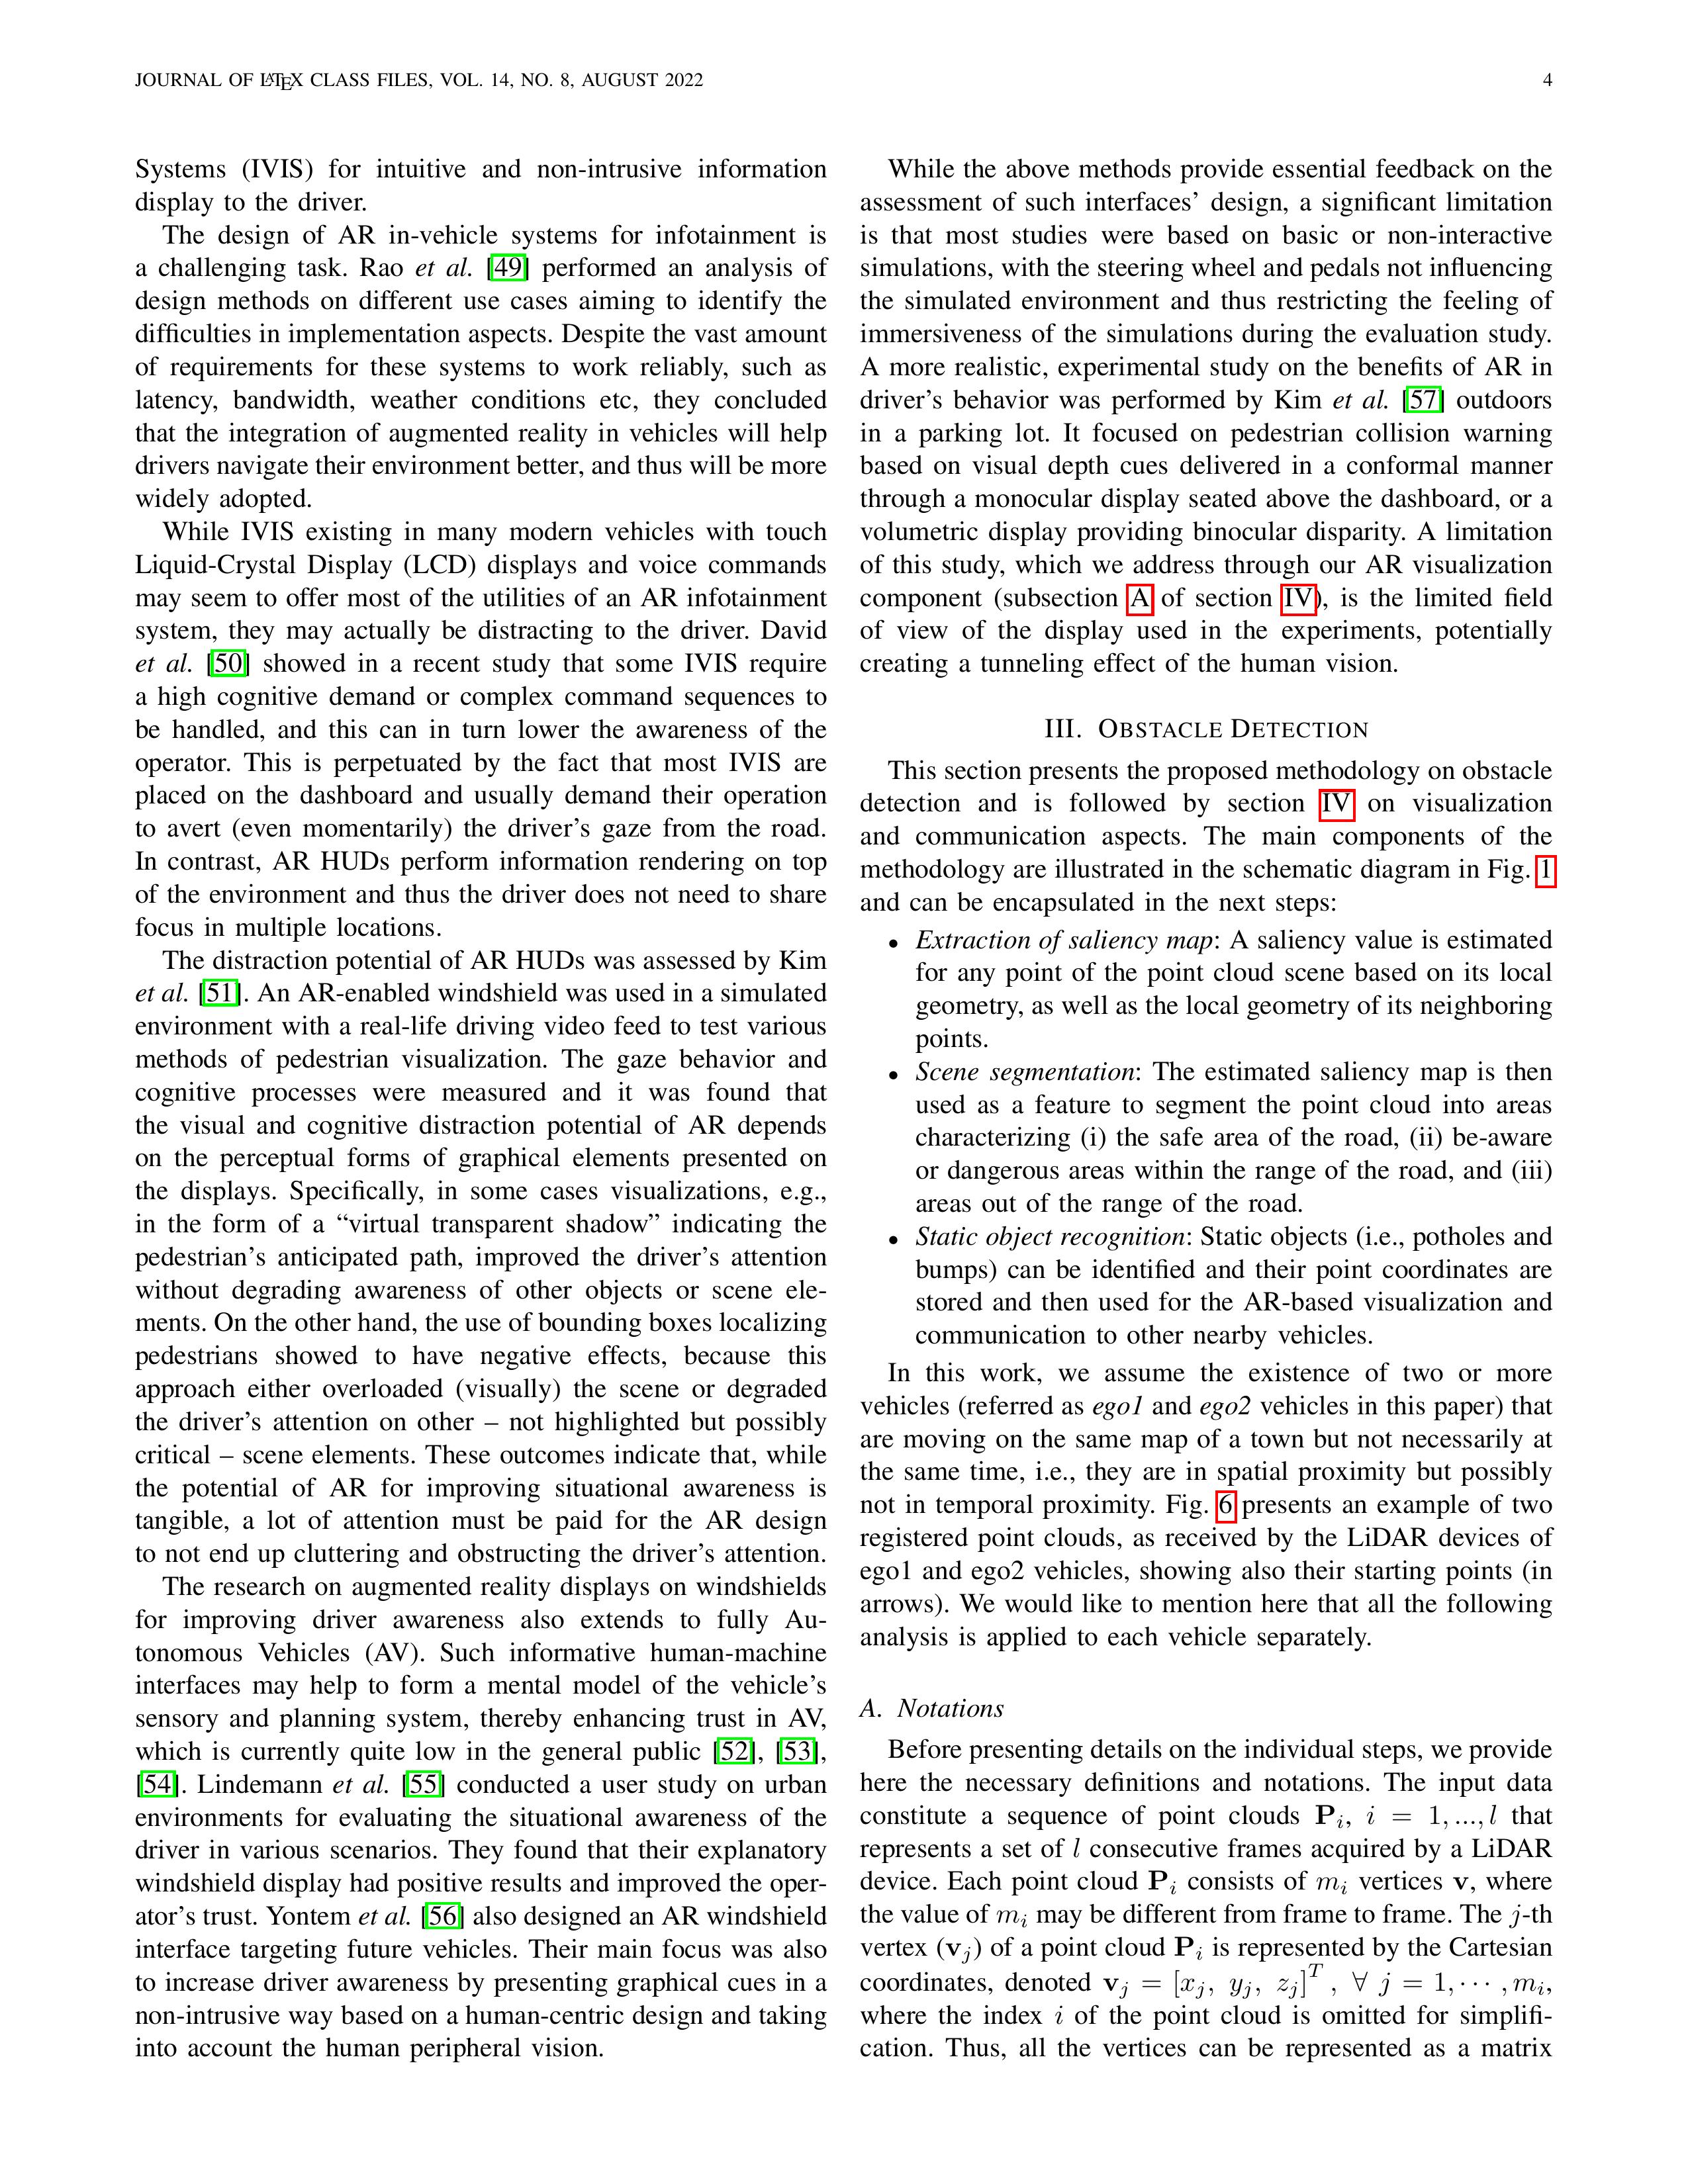 JOURNAL OF LATEX CLASS FILES, VOL. 14, NO. 8, AUGUST 2022
4
Systems (IVIS) for intuitive and non-intrusive information
display to the driver.
The design of AR in-vehicle systems for infotainment is
a challenging task. Rao et al. [49] performed an analysis of
design methods on different use cases aiming to identify the
difficulties in implementation aspects. Despite the vast amount
of requirements for these systems to work reliably, such as
latency, bandwidth, weather conditions etc, they concluded
that the integration of augmented reality in vehicles will help
drivers navigate their environment better, and thus will be more
widely adopted.
While IVIS existing in many modern vehicles with touch
Liquid-Crystal Display (LCD) displays and voice commands
may seem to offer most of the utilities of an AR infotainment
system, they may actually be distracting to the driver. David
et al. [50] showed in a recent study that some IVIS require
a high cognitive demand or complex command sequences to
be handled, and this can in turn lower the awareness of the
operator. This is perpetuated by the fact that most IVIS are
placed on the dashboard and usually demand their operation
to avert (even momentarily) the driver's gaze from the road.
In contrast, AR HUDs perform information rendering on top
of the environment and thus the driver does not need to share
focus in multiple locations.
The distraction potential of AR HUDs was assessed by Kim
et al. [51]. An AR-enabled windshield was used in a simulated
environment with a real-life driving video feed to test various
methods of pedestrian visualization. The gaze behavior and
cognitive processes were measured and it was found that
the visual and cognitive distraction potential of AR depends
on the perceptual forms of graphical elements presented on
the displays. Specifically, in some cases visualizations, e.g.,
in the form of a “virtual transparent shadow” indicating the
pedestrian's anticipated path, improved the driver's attention
without degrading awareness of other objects or scene ele-
ments. On the other hand, the use of bounding boxes localizing
pedestrians showed to have negative effects, because this
approach either overloaded (visually) the scene or degraded
the driver's attention on other – not highlighted but possibly
critical – scene elements. These outcomes indicate that, while
the potential of AR for improving situational awareness is
tangible, a lot of attention must be paid for the AR design
to not end up cluttering and obstructing the driver's attention.
The research on augmented reality displays on windshields
for improving driver awareness also extends to fully Au-
tonomous Vehicles (AV). Such informative human-machine
interfaces may help to form a mental model of the vehicle's
sensory and planning system, thereby enhancing trust in AV,
which is currently quite low in the general public [52], [53],
[54]. Lindemann et al. [55] conducted a user study on urban
environments for evaluating the situational awareness of the
driver in various scenarios. They found that their explanatory
windshield display had positive results and improved the oper-
ator's trust. Yontem et al. [56] also designed an AR windshield
interface targeting future vehicles. Their main focus was also
to increase driver awareness by presenting graphical cues in a
non-intrusive way based on a human-centric design and taking
into account the human peripheral vision.
While the above methods provide essential feedback on the
assessment of such interfaces' design, a significant limitation
is that most studies were based on basic or non-interactive
simulations, with the steering wheel and pedals not influencing
the simulated environment and thus restricting the feeling of
immersiveness of the simulations during the evaluation study.
A more realistic, experimental study on the benefits of AR in
driver's behavior was performed by Kim et al. [57] outdoors
in a parking lot. It focused on pedestrian collision warning
based on visual depth cues delivered in a conformal manner
through a monocular display seated above the dashboard, or a
volumetric display providing binocular disparity. A limitation
of this study, which we address through our AR visualization
component (subsection A of section IV), is the limited field
of view of the display used in the experiments, potentially
creating a tunneling effect of the human vision.
III. OBSTACLE DETECTION
This section presents the proposed methodology on obstacle
detection and is followed by section IV on visualization
and communication aspects. The main components of the
methodology are illustrated in the schematic diagram in Fig. 1
and can be encapsulated in the next steps:
• Extraction of saliency map: A saliency value is estimated
for any point of the point cloud scene based on its local
geometry, as well as the local geometry of its neighboring
points.
• Scene segmentation: The estimated saliency map is then
used as a feature to segment the point cloud into areas
characterizing (i) the safe area of the road, (ii) be-aware
or dangerous areas within the range of the road, and (iii)
areas out of the range of the road.
• Static object recognition: Static objects (i.e., potholes and
bumps) can be identified and their point coordinates are
stored and then used for the AR-based visualization and
communication to other nearby vehicles.
In this work, we assume the existence of two or more
vehicles (referred as ego1 and ego2 vehicles in this paper) that
are moving on the same map of a town but not necessarily at
the same time, i.e., they are in spatial proximity but possibly
not in temporal proximity. Fig. 6 presents an example of two
registered point clouds, as received by the LiDAR devices of
ego1 and ego2 vehicles, showing also their starting points (in
arrows). We would like to mention here that all the following
analysis is applied to each vehicle separately.
A. Notations
Before presenting details on the individual steps, we provide
here the necessary definitions and notations. The input data
constitute a sequence of point clouds P_i, i = 1, ..., l that
represents a set of l consecutive frames acquired by a LiDAR
device. Each point cloud P_i consists of m_i vertices v, where
the value of m_i may be different from frame to frame. The j-th
vertex (v_j) of a point cloud P_i is represented by the Cartesian
coordinates, denoted v_j = [x_j, y_j, z_j]^T, ∀ j = 1, ⋯ , m_i,
where the index i of the point cloud is omitted for simplifi-
cation. Thus, all the vertices can be represented as a matrix